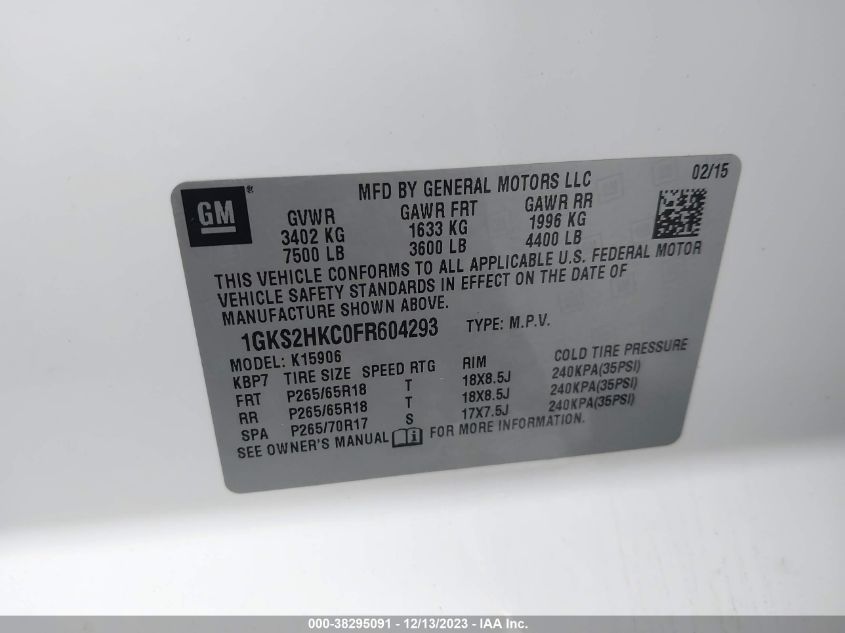 GM®
MFD BY GENERAL MOTORS LLC
02/15
GVWR GAWR FRT GAWR RR
3402 KG 1633 KG 1996 KG
7500 LB 3600 LB 4400 LB
THIS VEHICLE CONFORMS TO ALL APPLICABLE U.S. FEDERAL MOTOR
VEHICLE SAFETY STANDARDS IN EFFECT ON THE DATE OF
MANUFACTURE SHOWN ABOVE.
1GKS2HKC0FR604293 TYPE: M.P.V.
MODEL: K15906
KBP7 TIRE SIZE SPEED RTG RIM COLD TIRE PRESSURE
FRT P265/65R18 T 18X8.5J 240KPA(35PSI)
RR P265/65R18 T 18X8.5J 240KPA(35PSI)
SPA P265/70R17 S 17X7.5J 240KPA(35PSI)
SEE OWNER'S MANUAL FOR MORE INFORMATION.
000-38295091 - 12/13/2023 - IAA Inc.